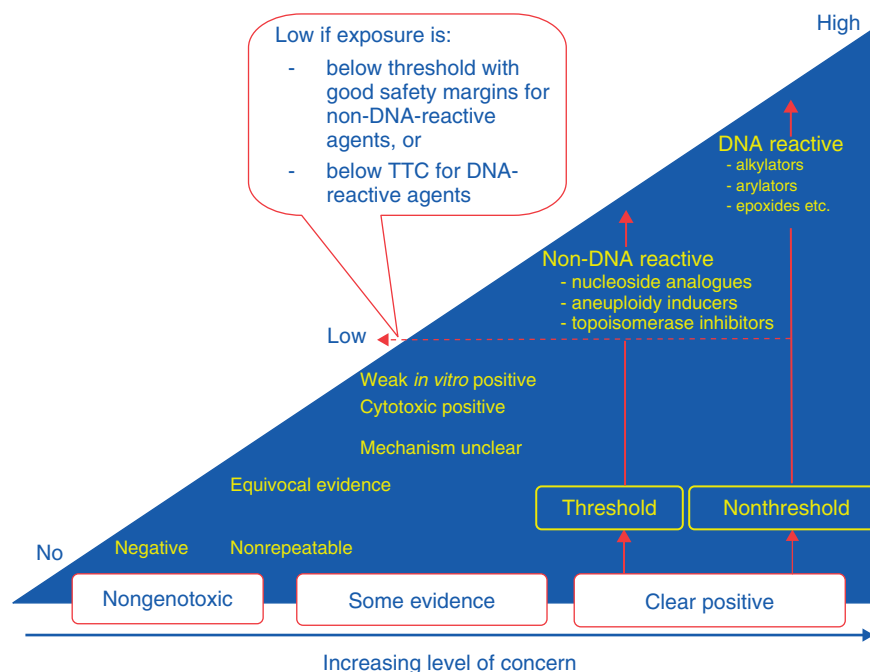 High
Low if exposure is:
- below threshold with
good safety margins for
non-DNA-reactive
agents, or
- below TTC for DNA-
reactive agents
DNA reactive
- alkylators
- arylators
- epoxides etc.
Non-DNA reactive
- nucleoside analogues
- aneuploidy inducers
- topoisomerase inhibitors
Low
Weak in vitro positive
Cytotoxic positive
Mechanism unclear
Equivocal evidence
Threshold
Nonthreshold
No
Negative
Nonrepeatable
Nongenotoxic
Some evidence
Clear positive
Increasing level of concern